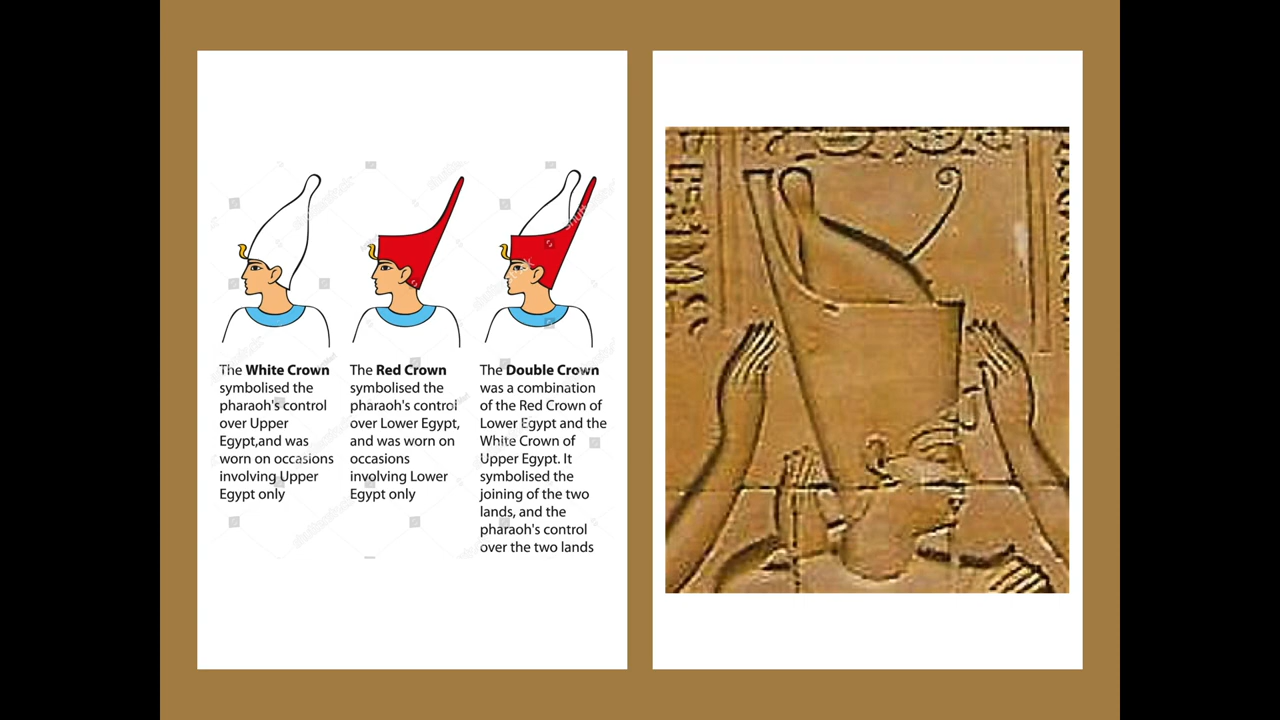 The White Crown
symbolised the
pharaoh's control
over Upper
Egypt,and was
worn on occasions
involving Upper
Egypt only
The Red Crown
symbolised the
pharaoh's control
over Lower Egypt,
and was worn on
occasions
involving Lower
Egypt only
The Double Crown
was a combination
of the Red Crown of
Lower Egypt and the
White Crown of
Upper Egypt. It
symbolised the
joining of the two
lands, and the
pharaoh's control
over the two lands